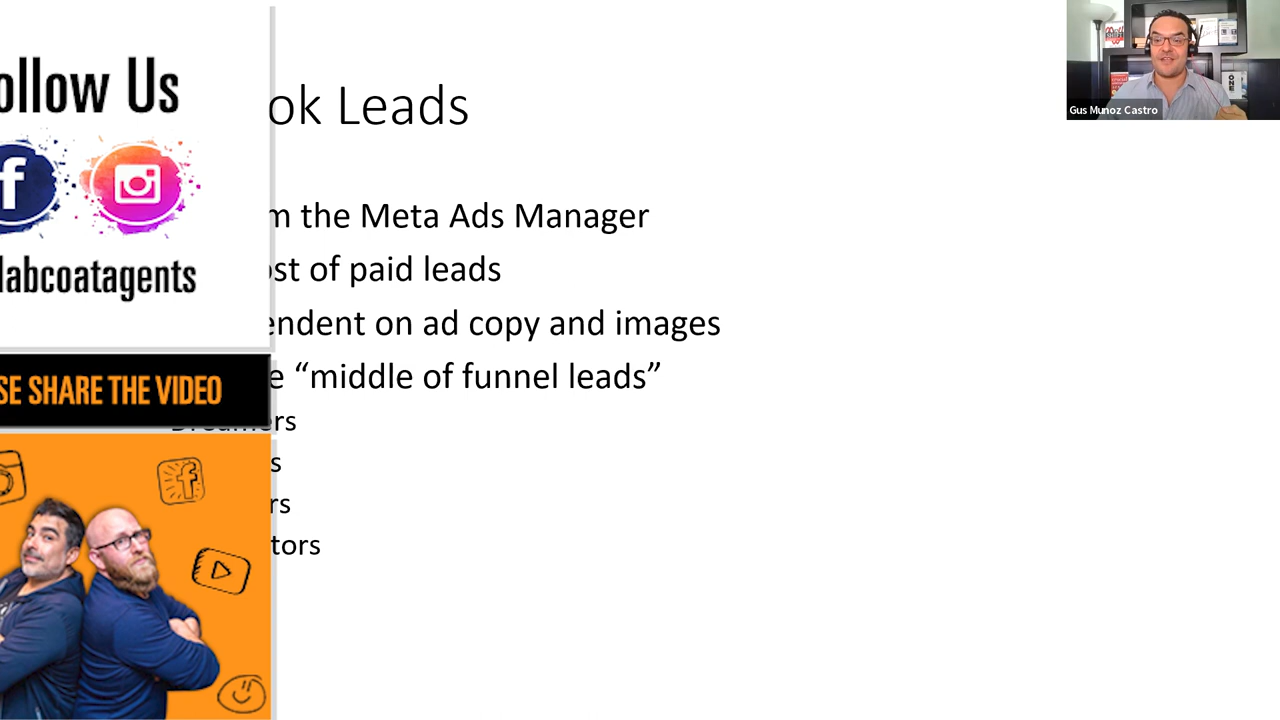 ollow Us
ok Leads
f
labcoatagents
m the Meta Ads Manager
ost of paid leads
endent on ad copy and images
e “middle of funnel leads”
SE SHARE THE VIDEO
Dreamers
s
rs
tors
f
Gus Munoz Castro